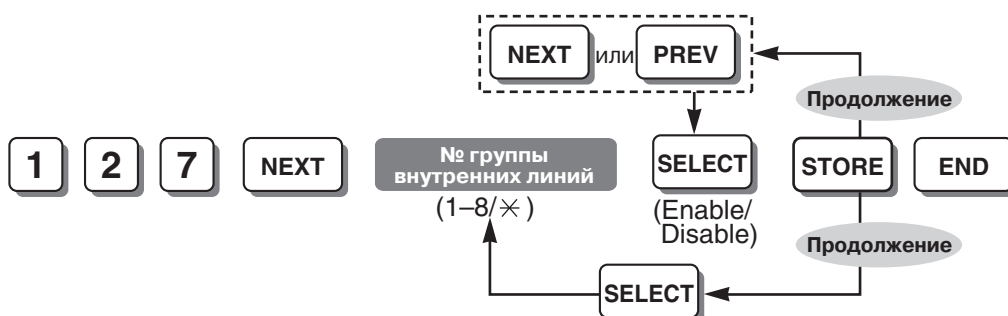 NEXT или PREV
Продолжение
1 2 7 NEXT
№ группы
внутренних линий
(1–8/✳)
SELECT
(Enable/
Disable)
STORE
END
Продолжение
SELECT